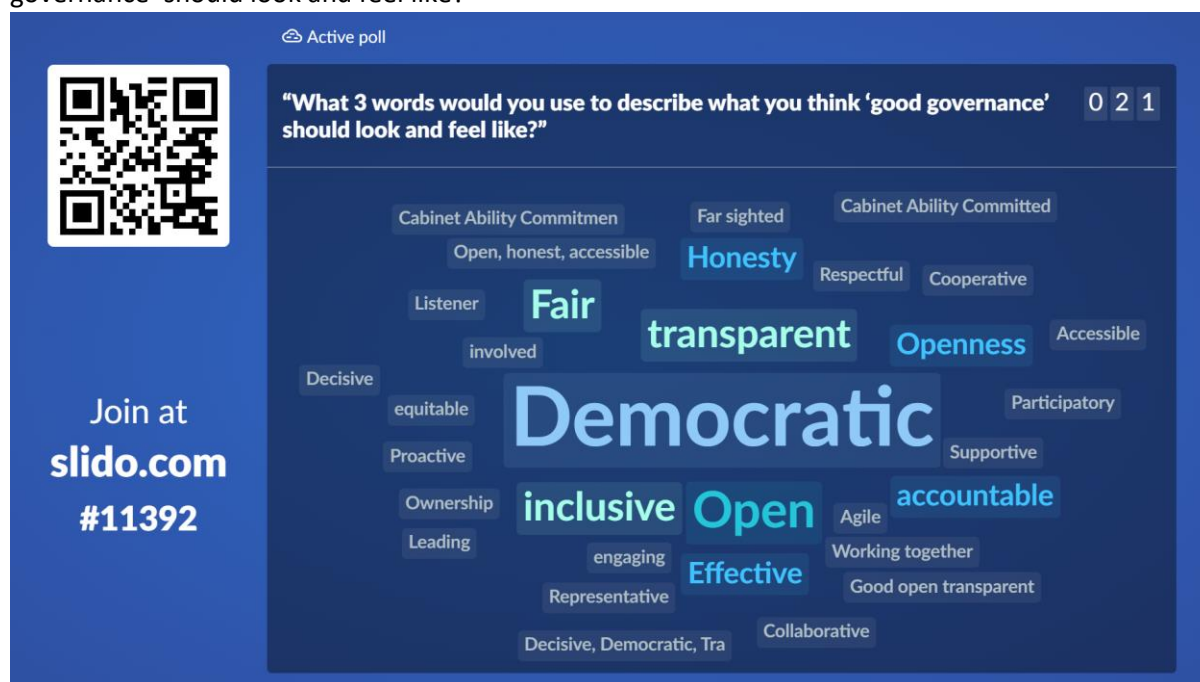 governance' should look and feel like?
Active poll
"What 3 words would you use to describe what you think 'good governance'
should look and feel like?"
0 2 1
Join at
slido.com
#11392
Cabinet Ability Commitmen
Far sighted
Cabinet Ability Committed
Open, honest, accessible
Honesty
Respectful
Cooperative
Listener
Fair
transparent
Openness
Accessible
involved
Decisive
equitable
Democratic
Participatory
Proactive
Supportive
Ownership
inclusive
Open
Agile
accountable
Leading
engaging
Effective
Working together
Representative
Good open transparent
Decisive, Democratic, Tra
Collaborative